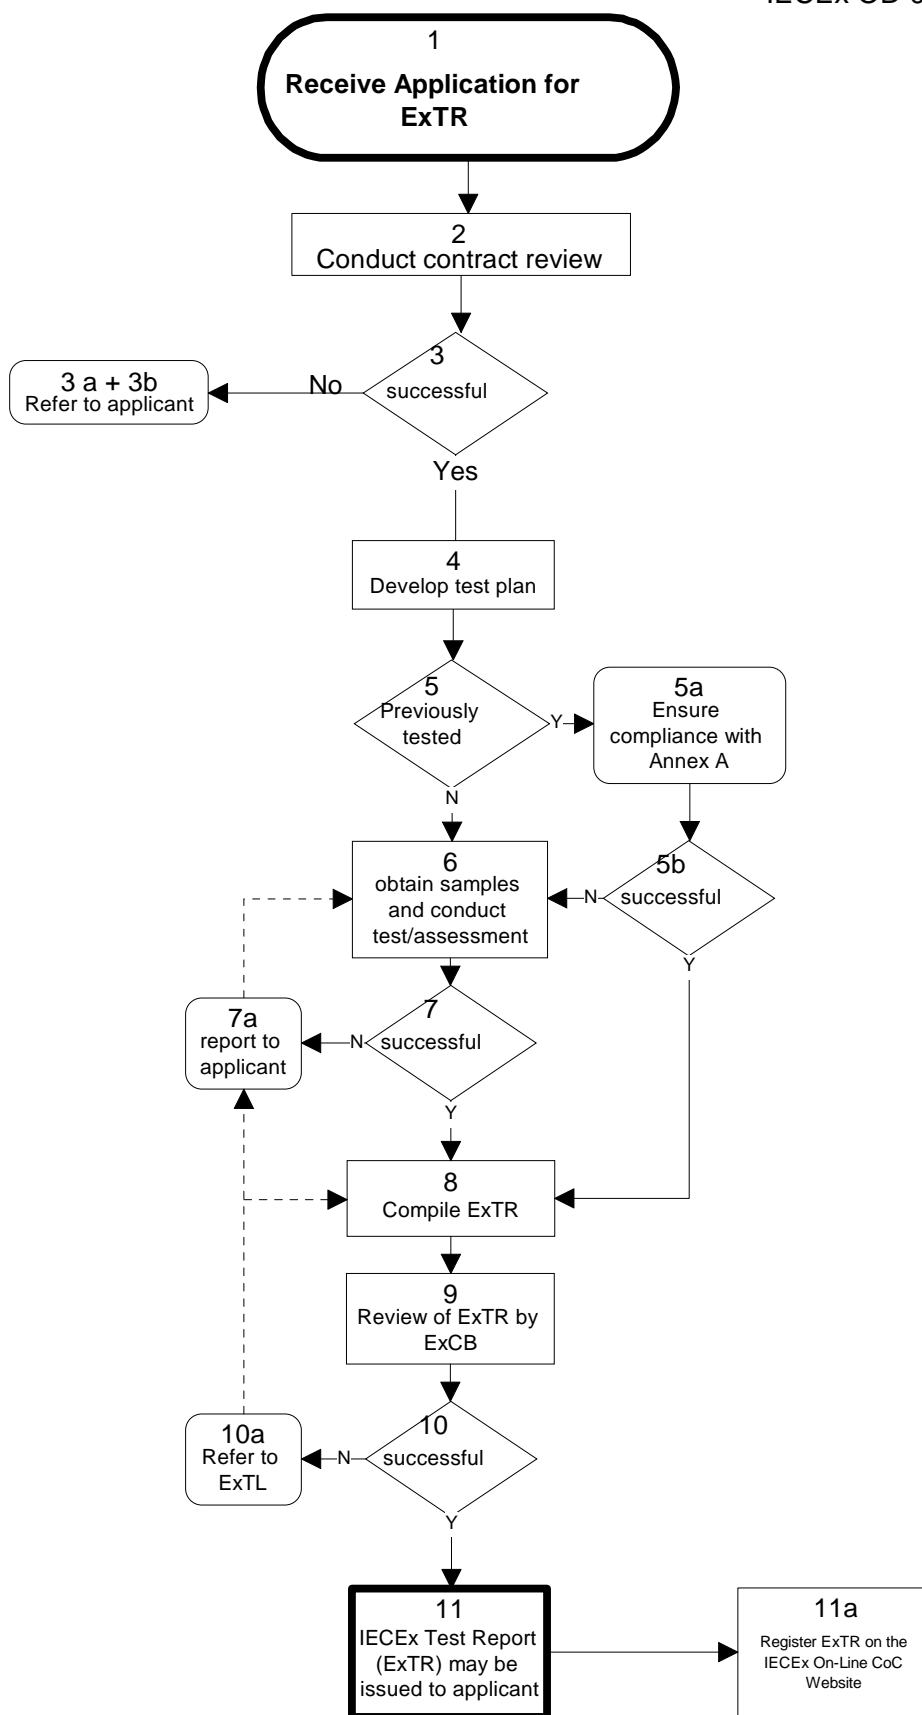 1
Receive Application for
ExTR
2
Conduct contract review
3
successful
No
3 a + 3b
Refer to applicant
Yes
4
Develop test plan
5
Previously
tested
Y
5a
Ensure
compliance with
Annex A
N
6
obtain samples
and conduct
test/assessment
N
5b
successful
Y
7
successful
N
7a
report to
applicant
Y
8
Compile ExTR
9
Review of ExTR by
ExCB
10
successful
N
10a
Refer to
ExTL
Y
11
IECEx Test Report
(ExTR) may be
issued to applicant
11a
Register ExTR on the
IECEx On-Line CoC
Website